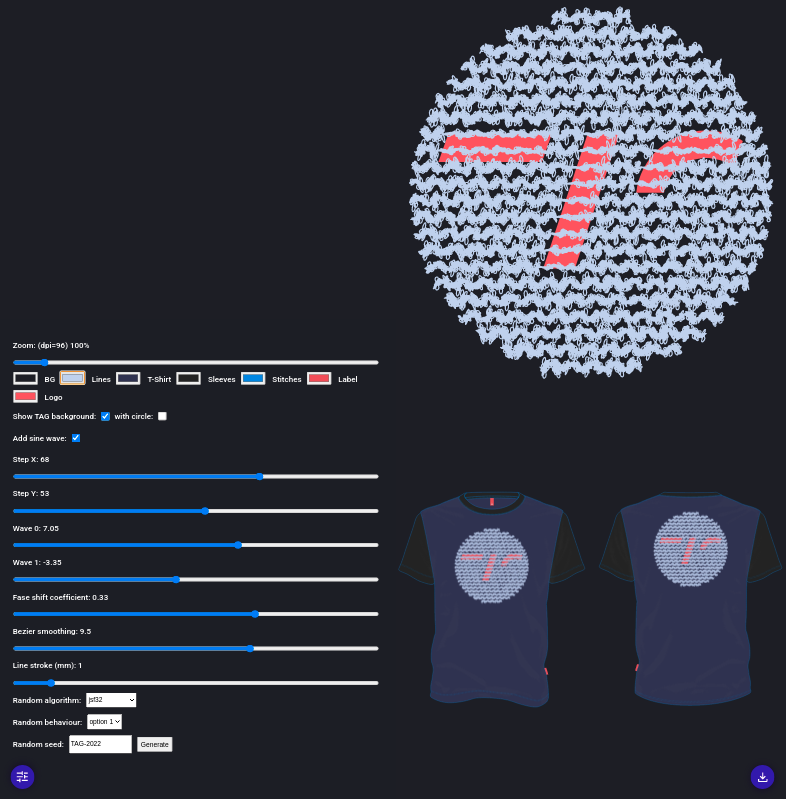 Zoom: (dpi=96) 100%
BG Lines T-Shirt Sleeves Stitches Label
Logo
Show TAG background: with circle:
Add sine wave:
Step X: 68
Step Y: 53
Wave 0: 7.05
Wave 1: -3.35
Fase shift coefficient: 0.33
Bezier smoothing: 9.5
Line stroke (mm): 1
Random algorithm: jsf32
Random behaviour: option 1
Random seed: TAG-2022 Generate